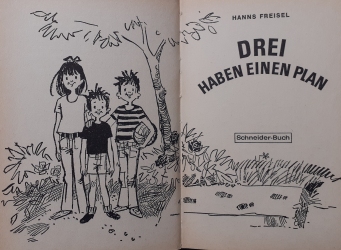 HANNS FREISEL
DREI
HABEN EINEN PLAN
Schneider-Buch